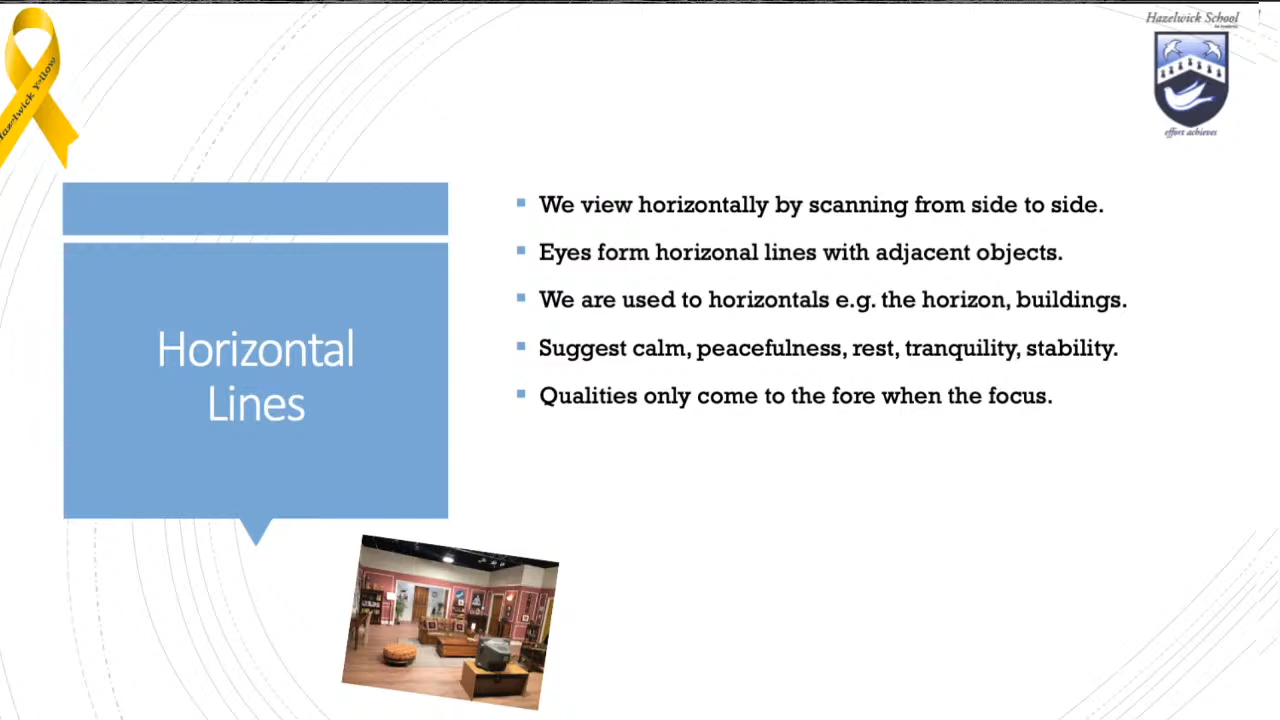 Hazelwick Yellow
Hazelwick School
effort achieves
Horizontal
Lines
We view horizontally by scanning from side to side.
Eyes form horizonal lines with adjacent objects.
We are used to horizontals e.g. the horizon, buildings.
Suggest calm, peacefulness, rest, tranquility, stability.
Qualities only come to the fore when the focus.